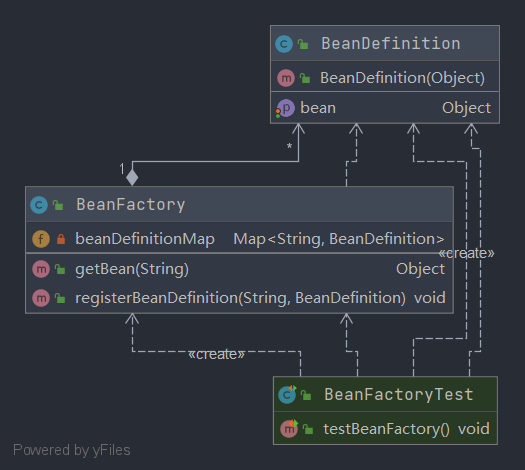 BeanDefinition
BeanDefinition(Object)
bean Object
1
*
BeanFactory
beanDefinitionMap Map<String, BeanDefinition>
«create»
getBean(String) Object
registerBeanDefinition(String, BeanDefinition) void
«create»
BeanFactoryTest
testBeanFactory() void
Powered by yFiles